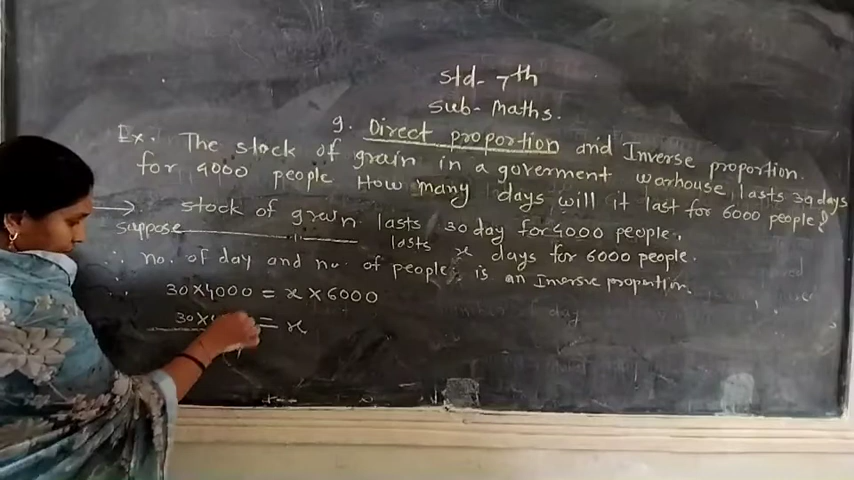 std- 7th
Sub- Maths.
9. Direct proportion and Inverse proportion.
Ex. The stock of grain in a goverment warhouse lasts 30 days
for 4000 people How many days will it last for 6000 people?
→ stock of grain lasts 30 day for 4000 people.
suppose lasts x days for 6000 people.
∴ no. of day and no. of people is an Inverse proportion.
∴ 30×4000 = x × 6000
30× = x